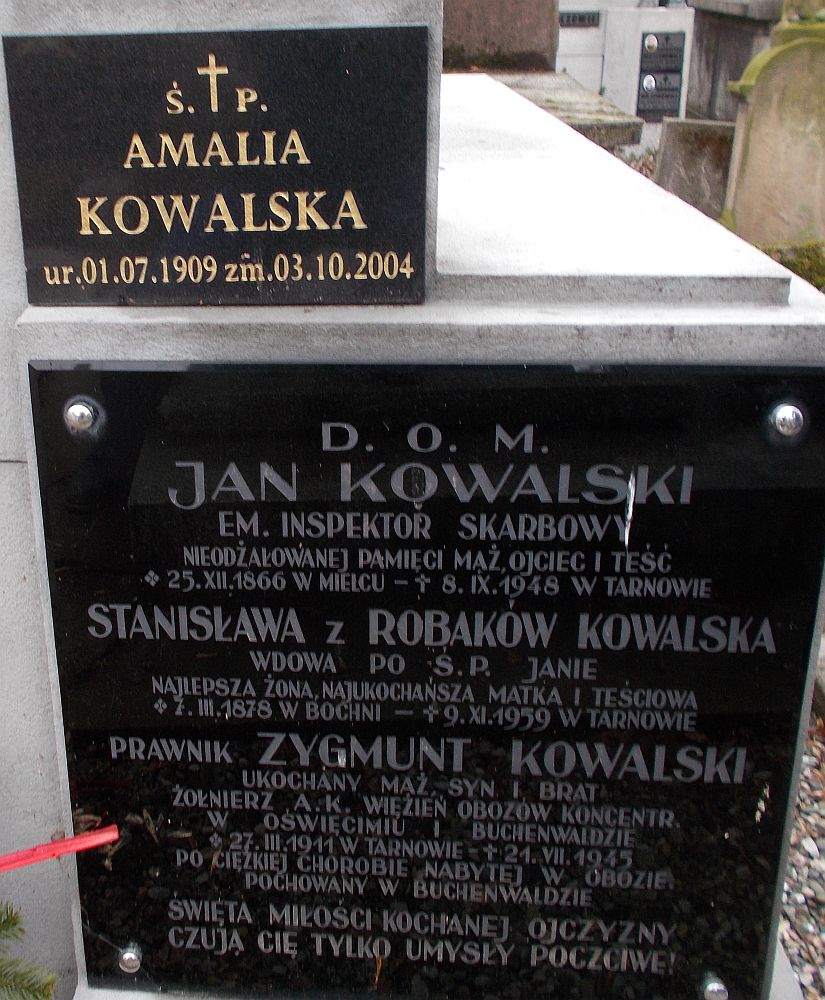 Ś. P.
AMALIA
KOWALSKA
ur.01.07.1909 zm.03.10.2004
D. O. M.
JAN KOWALSKI
EM. INSPEKTOR SKARBOWY
NIEODŻAŁOWANEJ PAMIĘCI MĄŻ, OJCIEC I TEŚĆ
25.XII.1866 W MIELCU – † 8.IX.1948 W TARNOWIE
STANISŁAWA z ROBAKÓW KOWALSKA
WDOWA PO Ś.P. JANIE
NAJLEPSZA ŻONA, NAJUKOCHAŃSZA MATKA I TEŚCIOWA
7.III.1878 W BOCHNI – † 9.XI.1959 W TARNOWIE
PRAWNIK ZYGMUNT KOWALSKI
UKOCHANY MĄŻ, SYN I BRAT
ŻOŁNIERZ A.K. WIĘZIEŃ OBOZÓW KONCENTR.
W OŚWIĘCIMIU I BUCHENWALDZIE
27.III.1911 W TARNOWIE – † 21.VII.1945
PO CIĘŻKIEJ CHOROBIE NABYTEJ W OBOZIE.
POCHOWANY W BUCHENWALDZIE
ŚWIĘTA MIŁOŚCI KOCHANEJ OJCZYZNY
CZUJĄ CIĘ TYLKO UMYSŁY POCZCIWE!